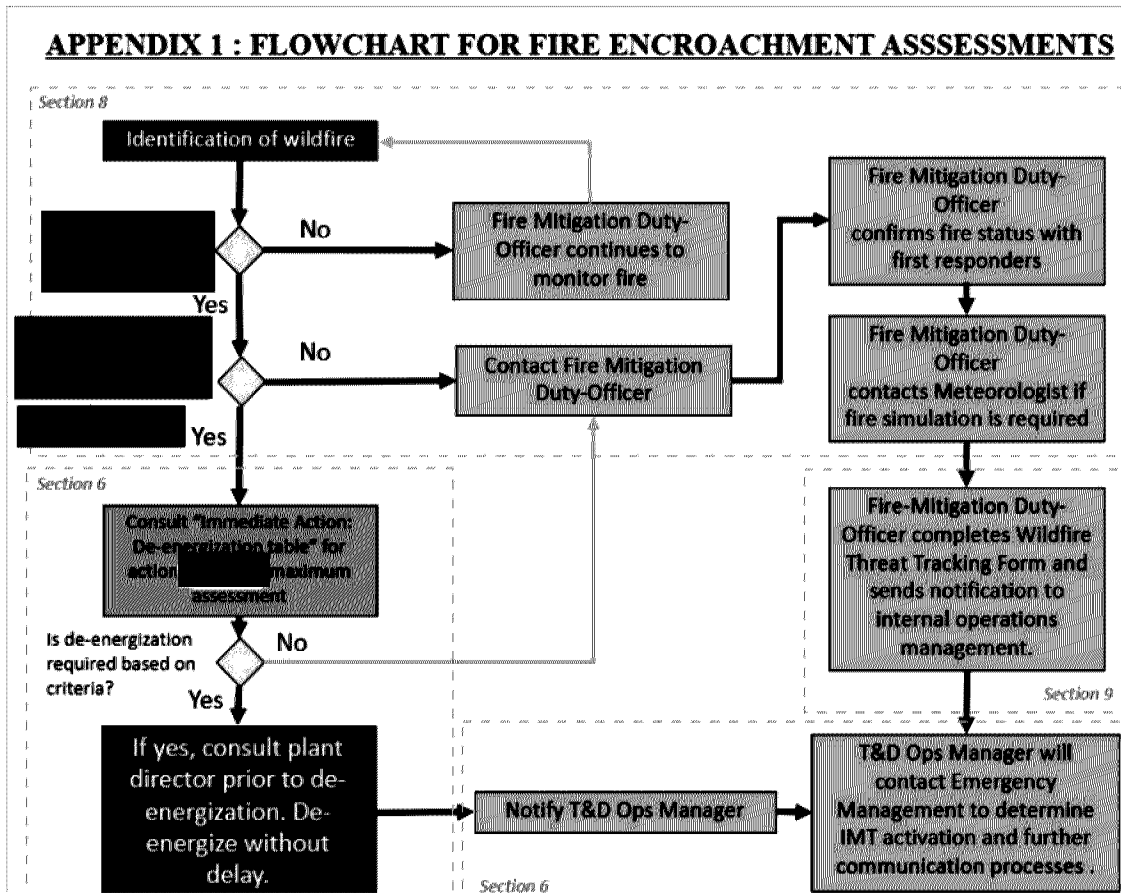 APPENDIX 1 : FLOWCHART FOR FIRE ENCROACHMENT ASSSESSMENTS
Section 8
Identification of wildfire
No
Fire Mitigation Duty-
Officer continues to
monitor fire
Yes
No
Contact Fire Mitigation
Duty-Officer
Yes
Fire Mitigation Duty-
Officer
confirms fire status with
first responders
Fire Mitigation Duty-
Officer
contacts Meteorologist if
fire simulation is required
Section 6
Consult "Immediate Action:
De-energization table" for
action maximum
assessment
Is de-energization
required based on
criteria?
No
Yes
If yes, consult plant
director prior to de-
energization. De-
energize without
delay.
Fire-Mitigation Duty-
Officer completes Wildfire
Threat Tracking Form and
sends notification to
internal operations
management.
Section 9
Notify T&D Ops Manager
T&D Ops Manager will
contact Emergency
Management to determine
IMT activation and further
communication processes .
Section 6